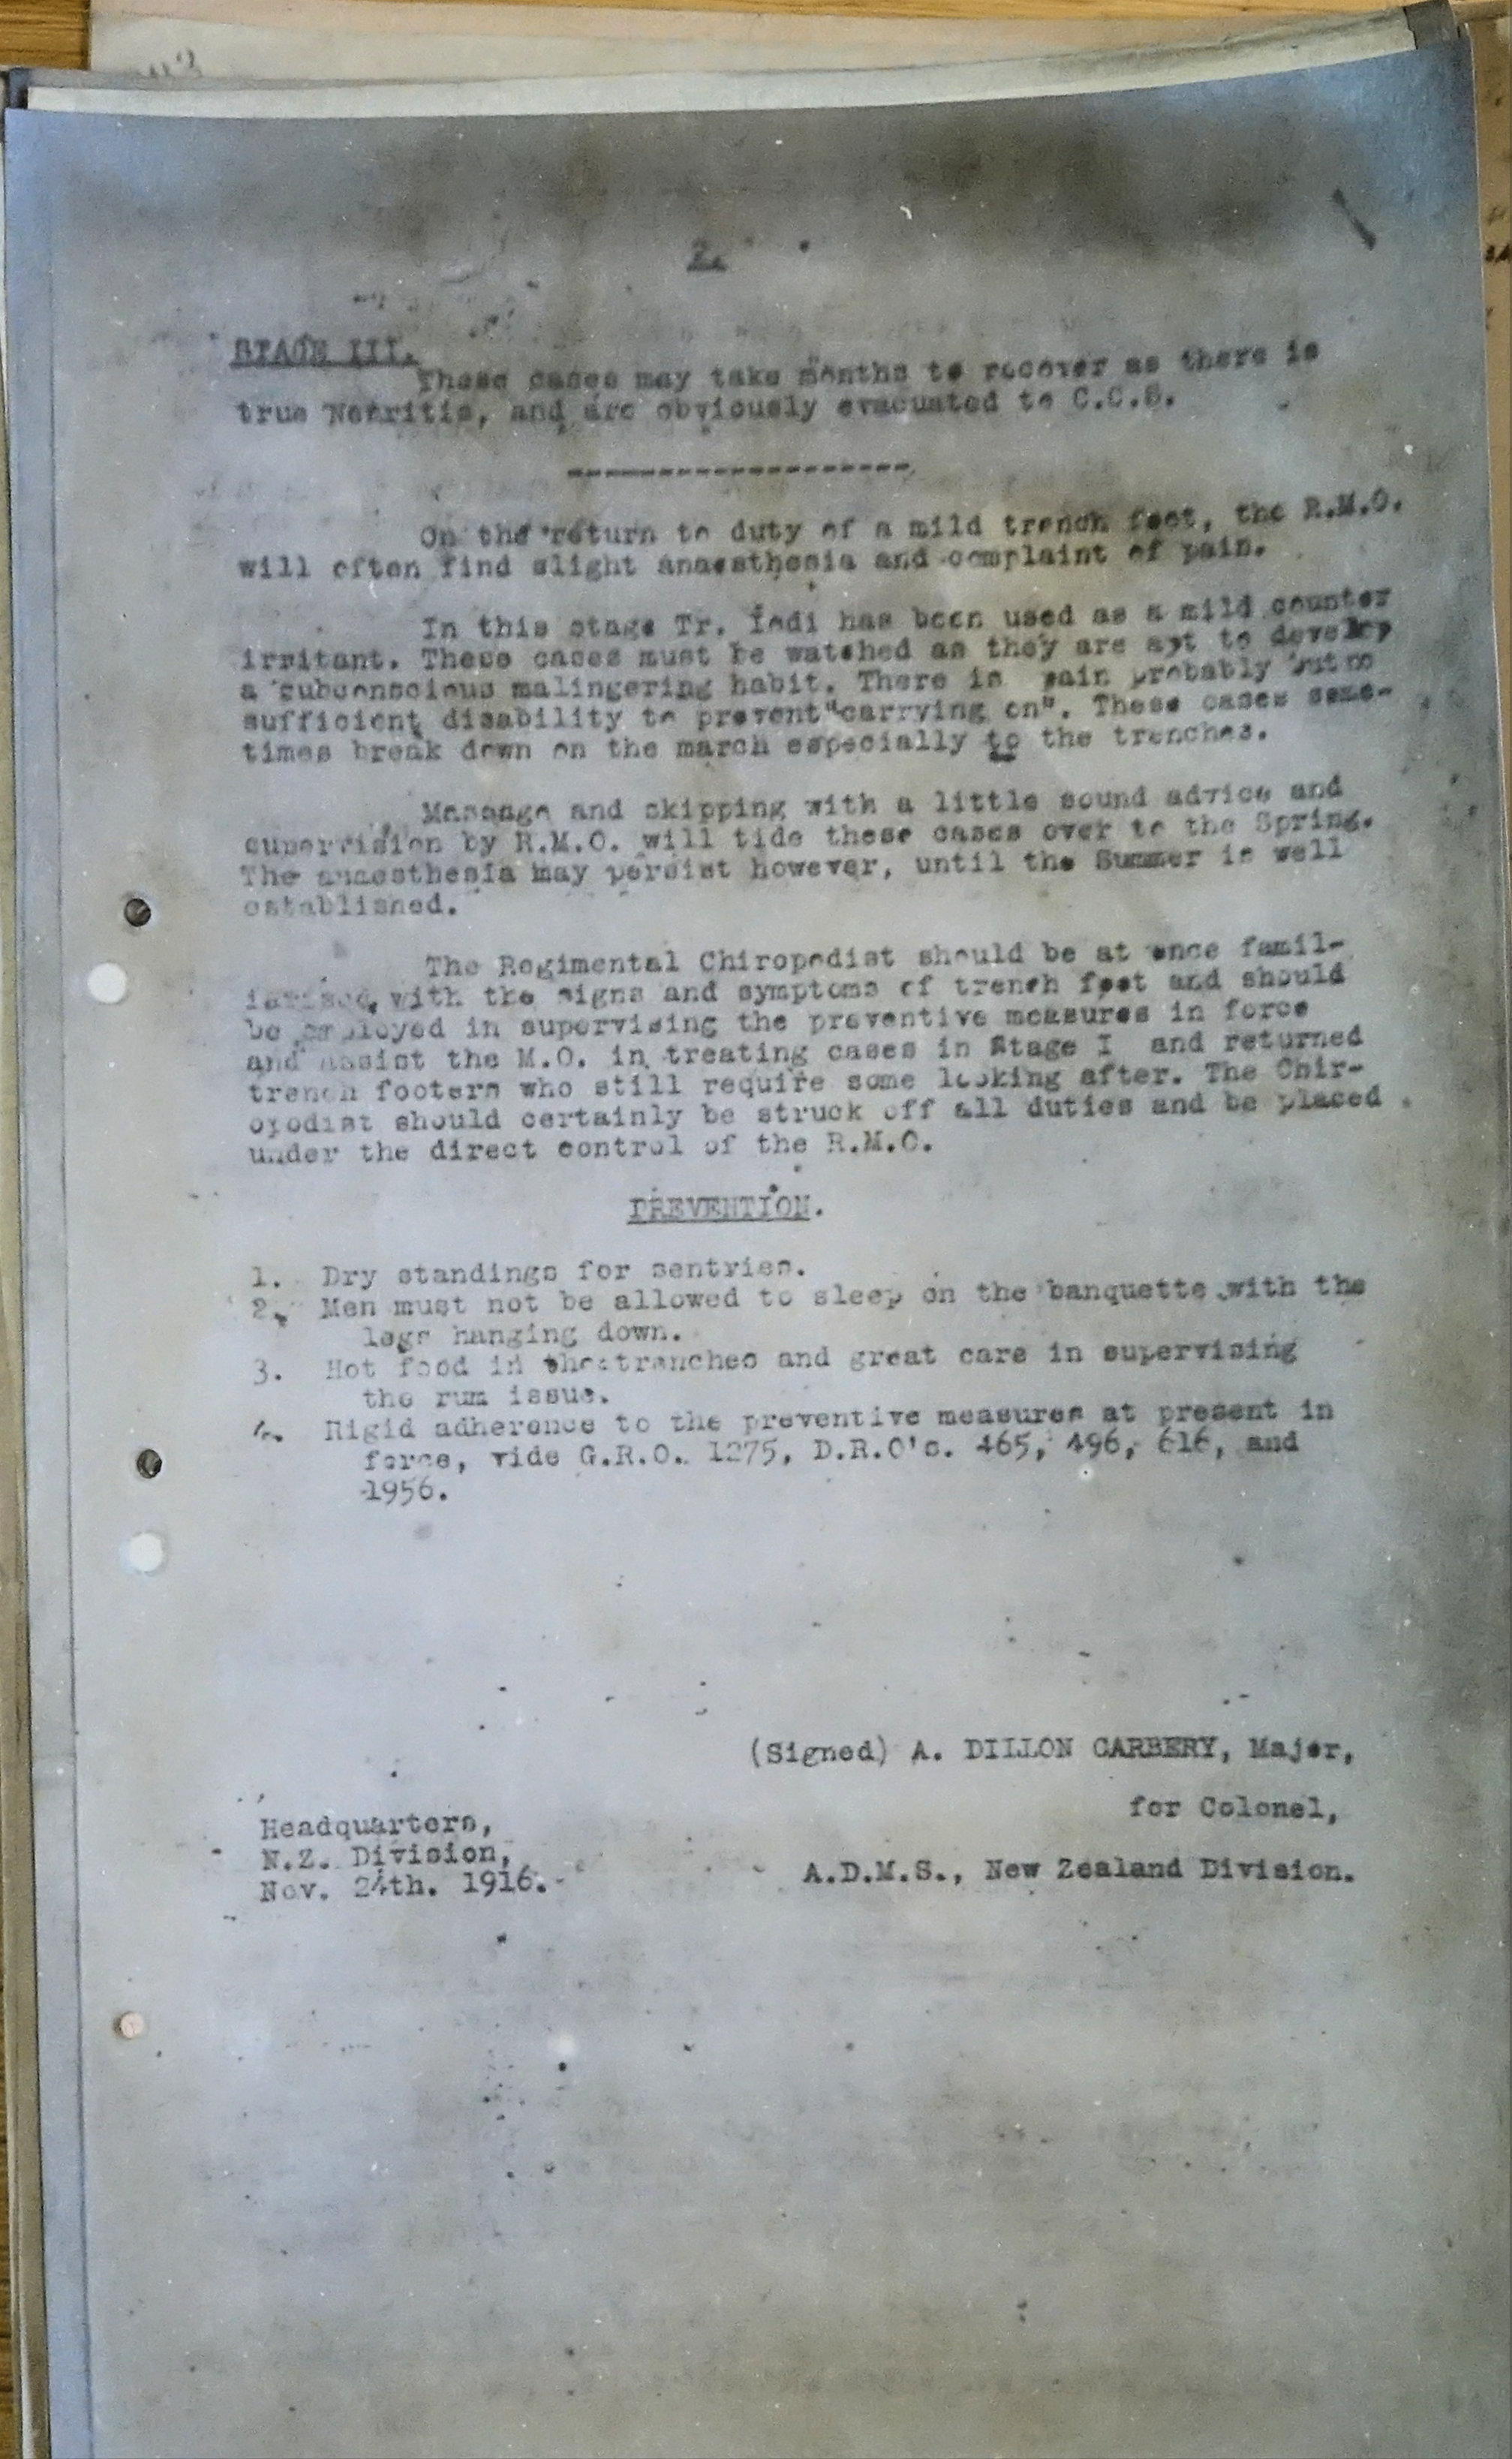 2.
STAGE III.
These cases may take months to recover as there is
true Neuritis, and are obviously evacuated to C.C.S.
-------------------
On the return to duty of a mild trench feet, the R.M.O.
will often find slight anaesthesia and complaint of pain.
In this stage Tr. Iodi has been used as a mild counter
irritant. These cases must be watched as they are apt to develop
a subconscious malingering habit. There is pain probably but no
sufficient disability to prevent "carrying on". These cases some-
times break down on the march especially to the trenches.
Massage and skipping with a little sound advice and
supervision by R.M.O. will tide these cases over to the Spring.
The anaesthesia may persist however, until the Summer is well
established.
The Regimental Chiropodist should be at once famil-
iarised with the signs and symptoms of trench feet and should
be employed in supervising the preventive measures in force
and assist the M.O. in treating cases in Stage I and returned
trench footers who still require some looking after. The Chir-
opodist should certainly be struck off all duties and be placed
under the direct control of the R.M.O.
PREVENTION.
1. Dry standings for sentries.
2. Men must not be allowed to sleep on the banquette with the
legs hanging down.
3. Hot food in the trenches and great care in supervising
the rum issue.
4. Rigid adherence to the preventive measures at present in
force, vide G.R.O. 1275, D.R.O's. 465, 496, 616, and
1956.
(Signed) A. DILLON CARBERY, Major,
for Colonel,
Headquarters,
N.Z. Division,
A.D.M.S., New Zealand Division.
Nov. 24th. 1916.